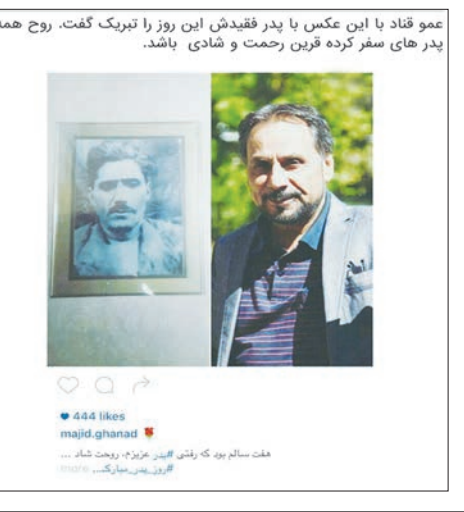 عمو قناد با این عکس با پدر فقیدش این روز را تبریک گفت. روح همه
پدر های سفر کرده قرین رحمت و شادی باشد.
444 likes
majid.ghanad
هفت سالم بود که رفتی #پدر عزیزم، روحت شاد ...
#روز_پدر_مبارک... more